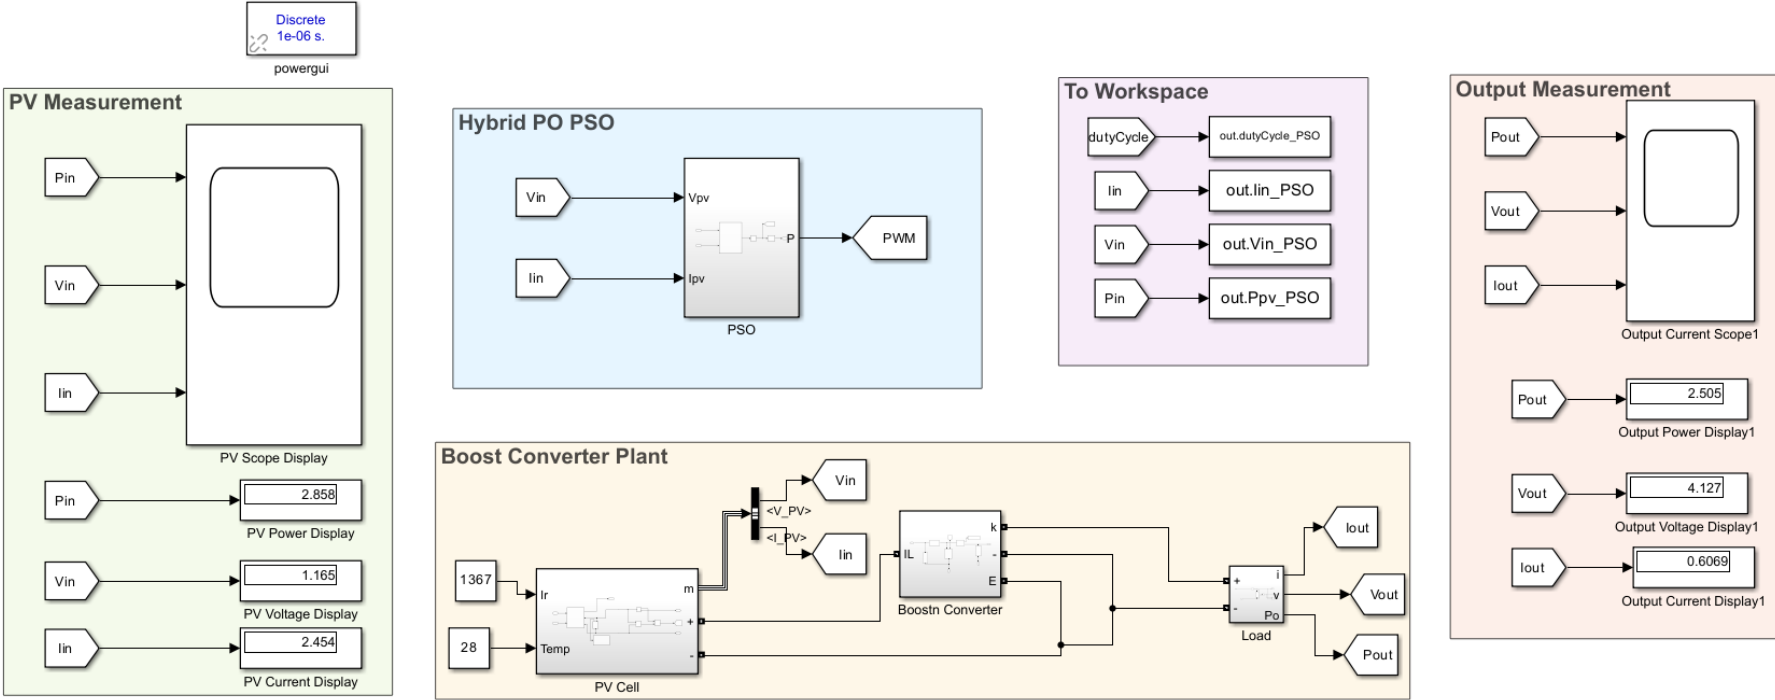 Discrete
1e-06 s.
powergui
PV Measurement
Pin
Vin
Iin
PV Scope Display
Pin
2.858
PV Power Display
Vin
1.165
PV Voltage Display
Iin
2.454
PV Current Display
Hybrid PO PSO
Vin
Iin
Vpv
Ipv
P
PSO
PWM
To Workspace
dutyCycle
out.dutyCycle_PSO
Iin
out.Iin_PSO
Vin
out.Vin_PSO
Pin
out.Ppv_PSO
Output Measurement
Pout
Vout
Iout
Output Current Scope1
Pout
2.505
Output Power Display1
Vout
4.127
Output Voltage Display1
Iout
0.6069
Output Current Display1
Boost Converter Plant
1367
28
Ir
Temp
m
+
-
PV Cell
<V_PV>
<I_PV>
Vin
Iin
IL
k
-
E
Boostn Converter
+
-
i
v
Po
Load
Iout
Vout
Pout